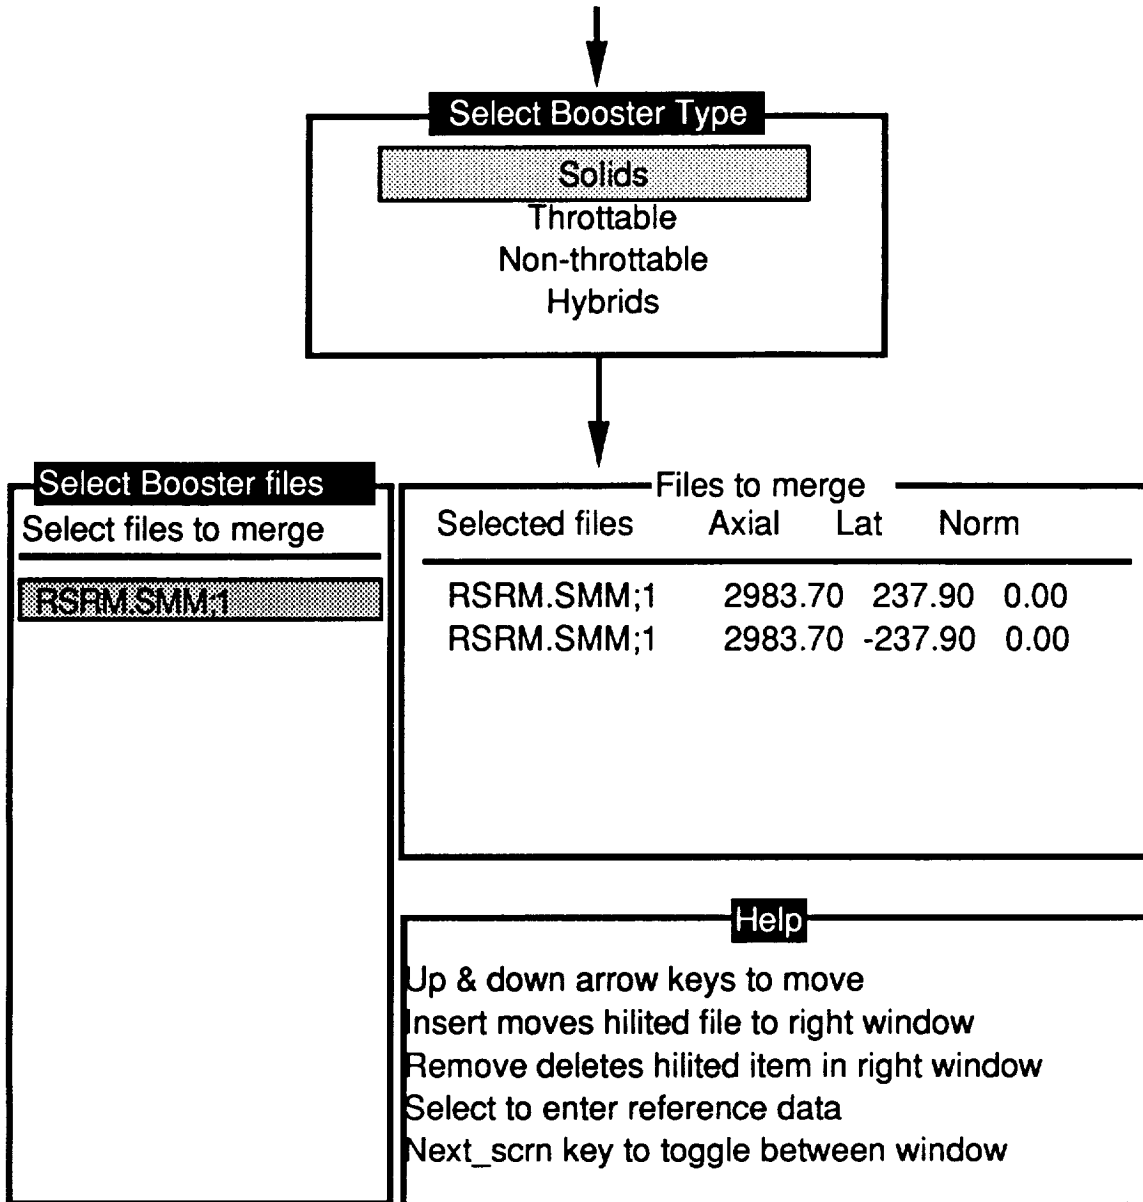 Select Booster Type
Solids
Throttable
Non-throttable
Hybrids
Select Booster files
Select files to merge
RSRM.SMM;1
Files to merge
Selected files Axial Lat Norm
RSRM.SMM;1 2983.70 237.90 0.00
RSRM.SMM;1 2983.70 -237.90 0.00
Help
Up & down arrow keys to move
Insert moves hilited file to right window
Remove deletes hilited item in right window
Select to enter reference data
Next_scrn key to toggle between window